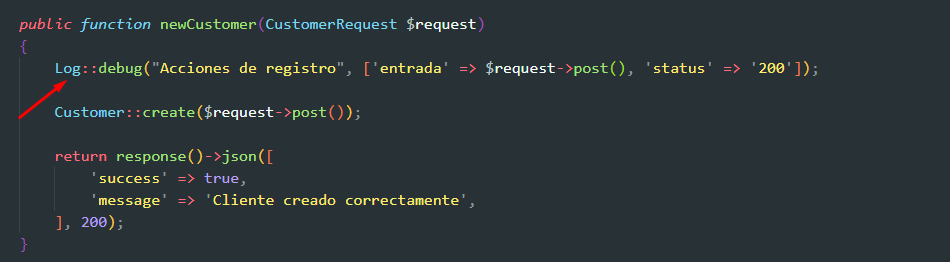 public function newCustomer(CustomerRequest $request)
{
    Log::debug("Acciones de registro", ['entrada' => $request->post(), 'status' => '200']);
    Customer::create($request->post());
    return response()->json([
        'success' => true,
        'message' => 'Cliente creado correctamente',
    ], 200);
}